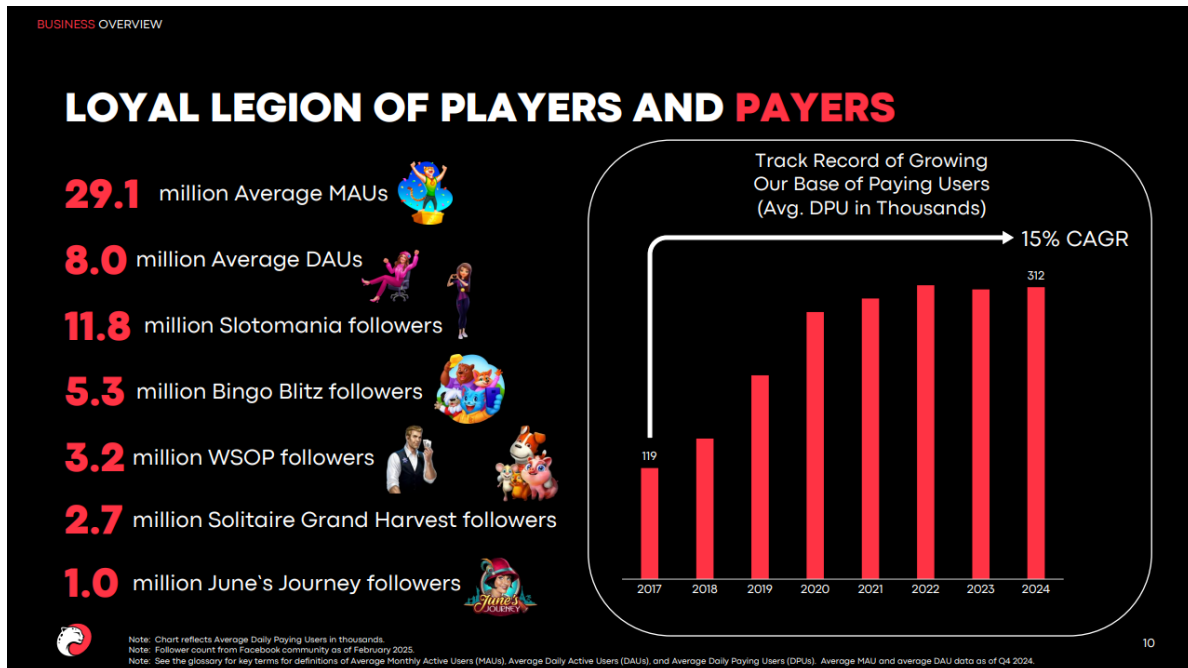 BUSINESS OVERVIEW
LOYAL LEGION OF PLAYERS AND PAYERS
29.1 million Average MAUs
8.0 million Average DAUs
11.8 million Slotomania followers
5.3 million Bingo Blitz followers
3.2 million WSOP followers
2.7 million Solitaire Grand Harvest followers
1.0 million June's Journey followers
June's
JOURNEY
Track Record of Growing
Our Base of Paying Users
(Avg. DPU in Thousands)
15% CAGR
312
119
2017 2018 2019 2020 2021 2022 2023 2024
Note: Chart reflects Average Daily Paying Users in thousands.
Note: Follower count from Facebook community as of February 2025.
Note: See the glossary for key terms for definitions of Average Monthly Active Users (MAUs), Average Daily Active Users (DAUs), and Average Daily Paying Users (DPUs). Average MAU and average DAU data as of Q4 2024.
10